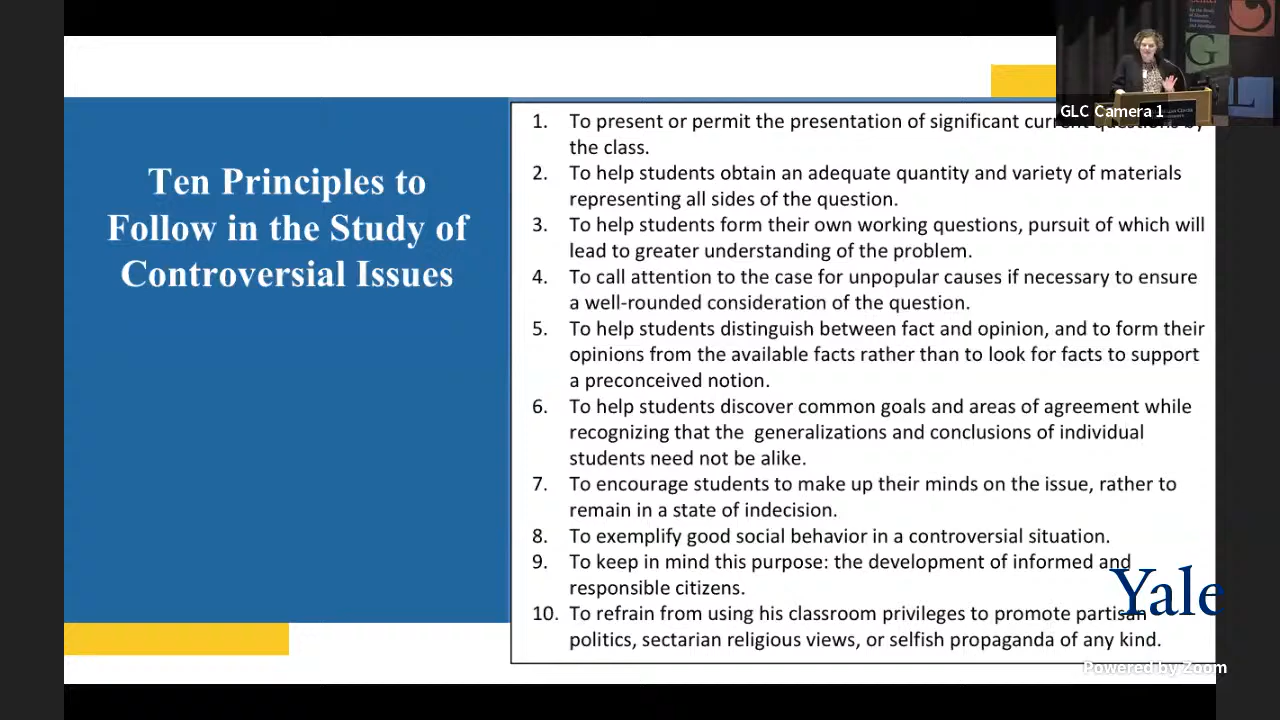 Ten Principles to
Follow in the Study of
Controversial Issues
1. To present or permit the presentation of significant current questions by
the class.
2. To help students obtain an adequate quantity and variety of materials
representing all sides of the question.
3. To help students form their own working questions, pursuit of which will
lead to greater understanding of the problem.
4. To call attention to the case for unpopular causes if necessary to ensure
a well-rounded consideration of the question.
5. To help students distinguish between fact and opinion, and to form their
opinions from the available facts rather than to look for facts to support
a preconceived notion.
6. To help students discover common goals and areas of agreement while
recognizing that the  generalizations and conclusions of individual
students need not be alike.
7. To encourage students to make up their minds on the issue, rather to
remain in a state of indecision.
8. To exemplify good social behavior in a controversial situation.
9. To keep in mind this purpose: the development of informed and
responsible citizens.
10. To refrain from using his classroom privileges to promote partisan
politics, sectarian religious views, or selfish propaganda of any kind.
G
L
GLC Camera 1
Yale
Powered by Zoom